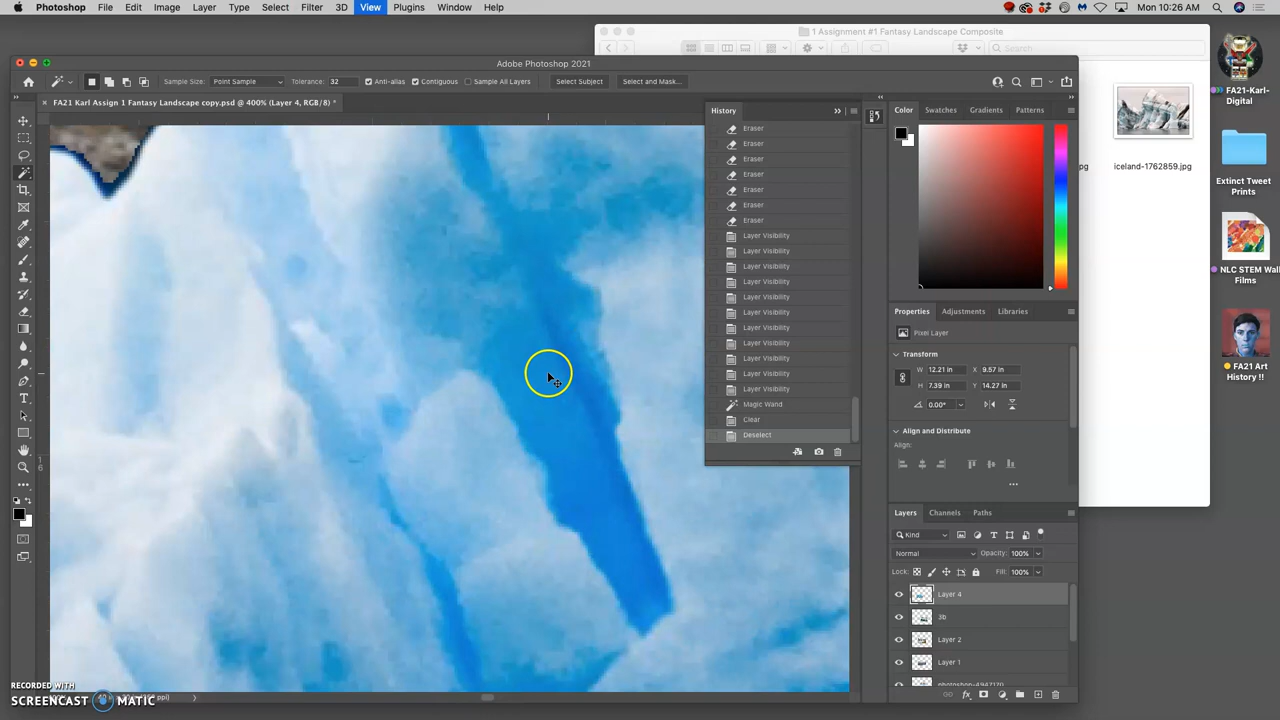 Photoshop File Edit Image Layer Type Select Filter 3D View Plugins Window Help Mon 10:26 AM
1 Assignment #1 Fantasy Landscape Composite
Search
Adobe Photoshop 2021
Sample Size: Point Sample Tolerance: 32 Anti-alias Contiguous Sample All Layers Select Subject Select and Mask...
FA21 Karl Assign 1 Fantasy Landscape copy.psd @ 400% (Layer 4, RGB/8) *
History
Eraser
Eraser
Eraser
Eraser
Eraser
Eraser
Eraser
Layer Visibility
Layer Visibility
Layer Visibility
Layer Visibility
Layer Visibility
Layer Visibility
Layer Visibility
Layer Visibility
Layer Visibility
Layer Visibility
Layer Visibility
Magic Wand
Clear
Deselect
Color Swatches Gradients Patterns
Properties Adjustments Libraries
Pixel Layer
Transform
W 12.21 in X 9.57 in
H 7.39 in Y 14.27 in
0.00°
Align and Distribute
Align:
Layers Channels Paths
Kind
Normal Opacity: 100%
Lock: Fill: 100%
Layer 4
3b
Layer 2
Layer 1
pg
iceland-1762859.jpg
FA21-Karl-
Digital
Extinct Tweet
Prints
NLC STEM Wal
Films
FA21 Art
History !!
1
6
RECORDED WITH
SCREENCAST MATIC